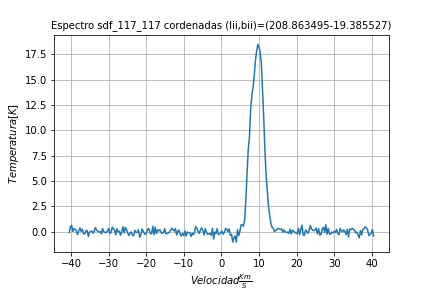 Espectro sdf_117_117 cordenadas (lii,bii)=(208.863495-19.385527)
Temperatura[K]
17.5
15.0
12.5
10.0
7.5
5.0
2.5
0.0
−40 −30 −20 −10 0 10 20 30 40
Velocidad Km/S